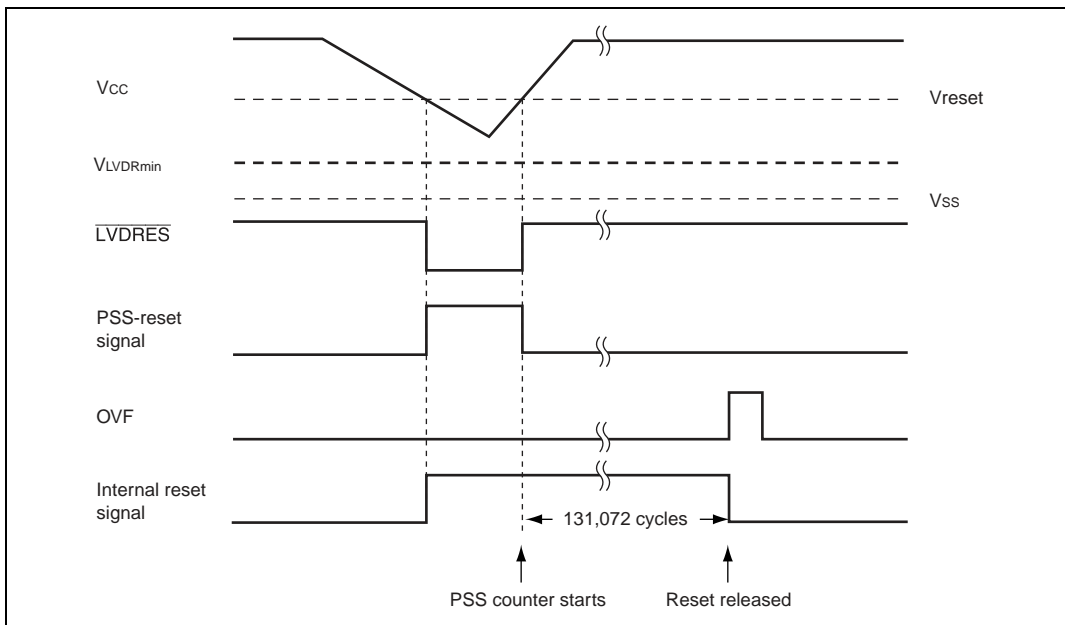 Vcc
Vreset
VLVDRmin
Vss
LVDRES
PSS-reset
signal
OVF
Internal reset
signal
131,072 cycles
PSS counter starts
Reset released